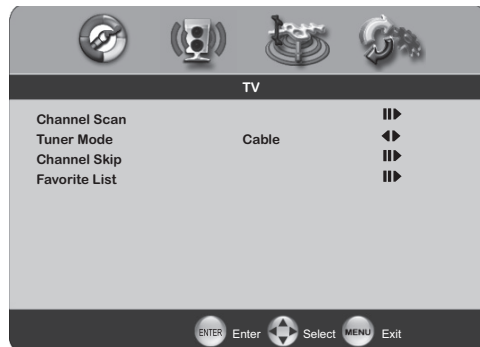 TV
Channel Scan
Tuner Mode Cable
Channel Skip
Favorite List
ENTER Enter Select MENU Exit